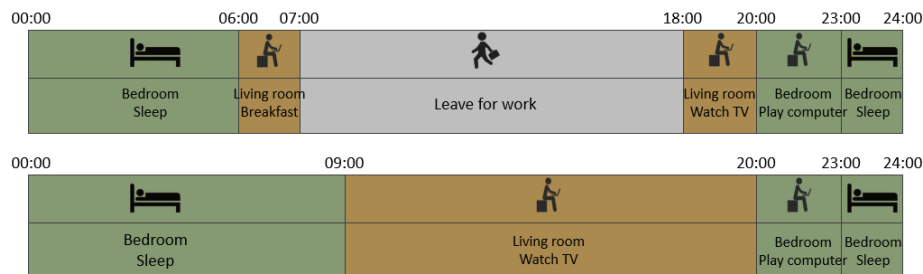 00:00 06:00 07:00 18:00 20:00 23:00 24:00
Bedroom Living room Leave for work Living room Bedroom Bedroom
Sleep Breakfast Watch TV Play computer Sleep
00:00 09:00 20:00 23:00 24:00
Bedroom Living room Bedroom Bedroom
Sleep Watch TV Play computer Sleep